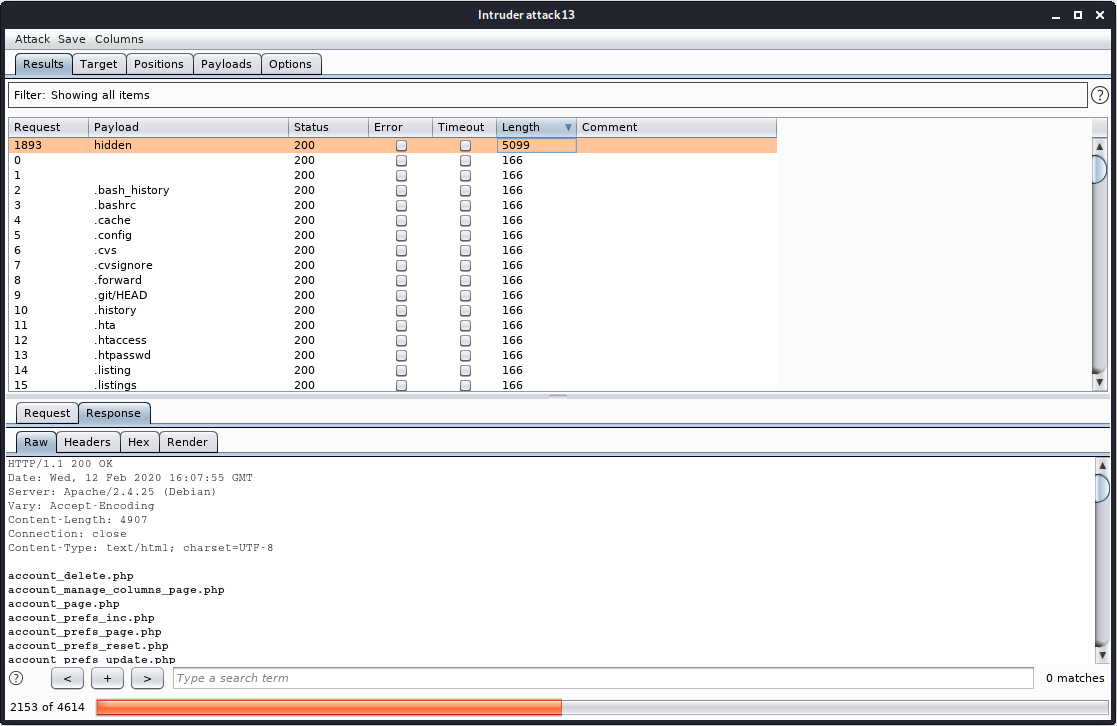 Intruder attack 13
Attack Save Columns
Results Target Positions Payloads Options
Filter: Showing all items
?
Request Payload Status Error Timeout Length Comment
1893 hidden 200 5099
0 200 166
1 200 166
2 .bash_history 200 166
3 .bashrc 200 166
4 .cache 200 166
5 .config 200 166
6 .cvs 200 166
7 .cvsignore 200 166
8 .forward 200 166
9 .git/HEAD 200 166
10 .history 200 166
11 .hta 200 166
12 .htaccess 200 166
13 .htpasswd 200 166
14 .listing 200 166
15 .listings 200 166
Request Response
Raw Headers Hex Render
HTTP/1.1 200 OK
Date: Wed, 12 Feb 2020 16:07:55 GMT
Server: Apache/2.4.25 (Debian)
Vary: Accept-Encoding
Content-Length: 4907
Connection: close
Content-Type: text/html; charset=UTF-8
account_delete.php
account_manage_columns_page.php
account_page.php
account_prefs_inc.php
account_prefs_page.php
account_prefs_reset.php
account_prefs_update.php
? < + > Type a search term 0 matches
2153 of 4614